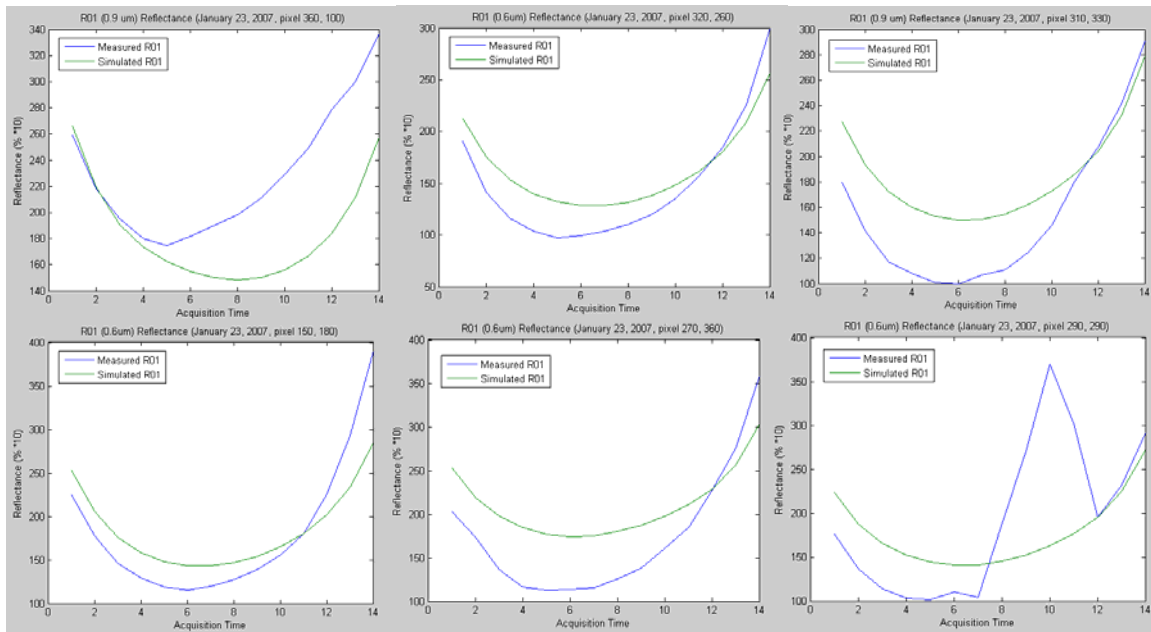 R01 (0.9 um) Reflectance (January 23, 2007, pixel 360, 100)
340
320
300
280
260
240
220
200
180
160
140
Reflectance (% *10)
Measured R01
Simulated R01
0 2 4 6 8 10 12 14
Acquisition Time
R01 (0.6um) Reflectance (January 23, 2007, pixel 320, 260)
300
250
200
150
100
50
Reflectance (% *10)
Measured R01
Simulated R01
0 2 4 6 8 10 12 14
Acquisition Time
R01 (0.9 um) Reflectance (January 23, 2007, pixel 310, 330)
300
280
260
240
220
200
180
160
140
120
100
Reflectance (% *10)
Measured R01
Simulated R01
0 2 4 6 8 10 12 14
Acquisition Time
R01 (0.6um) Reflectance (January 23, 2007, pixel 150, 180)
400
350
300
250
200
150
100
Reflectance (% *10)
Measured R01
Simulated R01
0 2 4 6 8 10 12 14
Acquisition Time
R01 (0.6um) Reflectance (January 23, 2007, pixel 270, 360)
400
350
300
250
200
150
100
Reflectance (% *10)
Measured R01
Simulated R01
0 2 4 6 8 10 12 14
Acquisition Time
R01 (0.6um) Reflectance (January 23, 2007, pixel 290, 290)
400
350
300
250
200
150
100
Reflectance (% *10)
Measured R01
Simulated R01
0 2 4 6 8 10 12 14
Acquisition Time